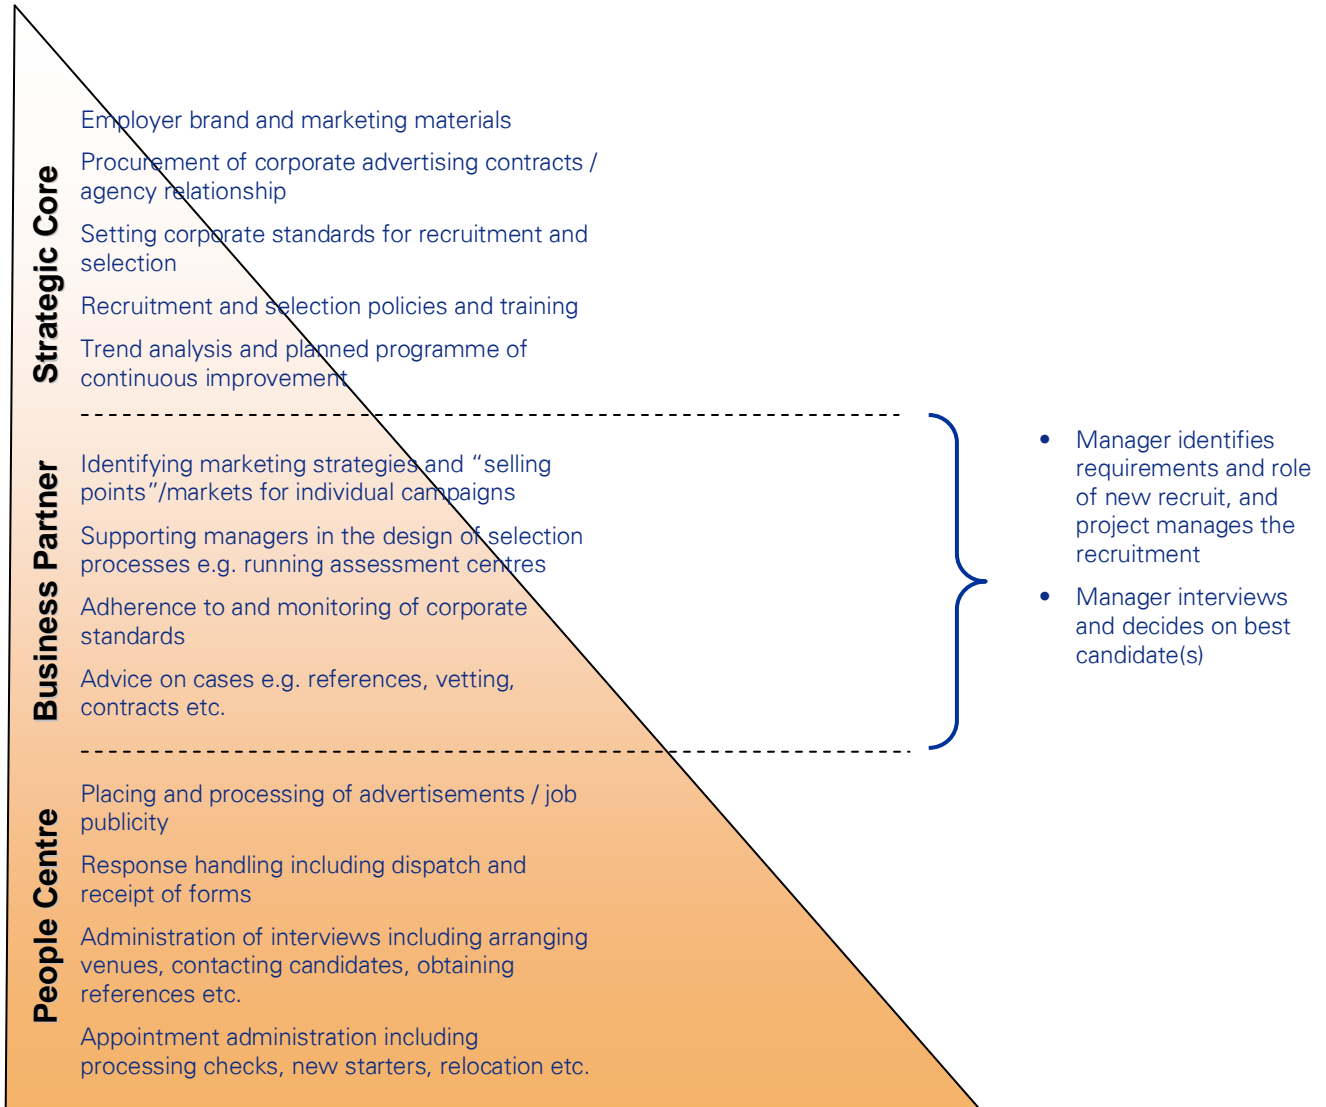 Strategic Core
Employer brand and marketing materials
Procurement of corporate advertising contracts /
agency relationship
Setting corporate standards for recruitment and
selection
Recruitment and selection policies and training
Trend analysis and planned programme of
continuous improvement
Business Partner
Identifying marketing strategies and “selling
points”/markets for individual campaigns
Supporting managers in the design of selection
processes e.g. running assessment centres
Adherence to and monitoring of corporate
standards
Advice on cases e.g. references, vetting,
contracts etc.
• Manager identifies
requirements and role
of new recruit, and
project manages the
recruitment
• Manager interviews
and decides on best
candidate(s)
People Centre
Placing and processing of advertisements / job
publicity
Response handling including dispatch and
receipt of forms
Administration of interviews including arranging
venues, contacting candidates, obtaining
references etc.
Appointment administration including
processing checks, new starters, relocation etc.